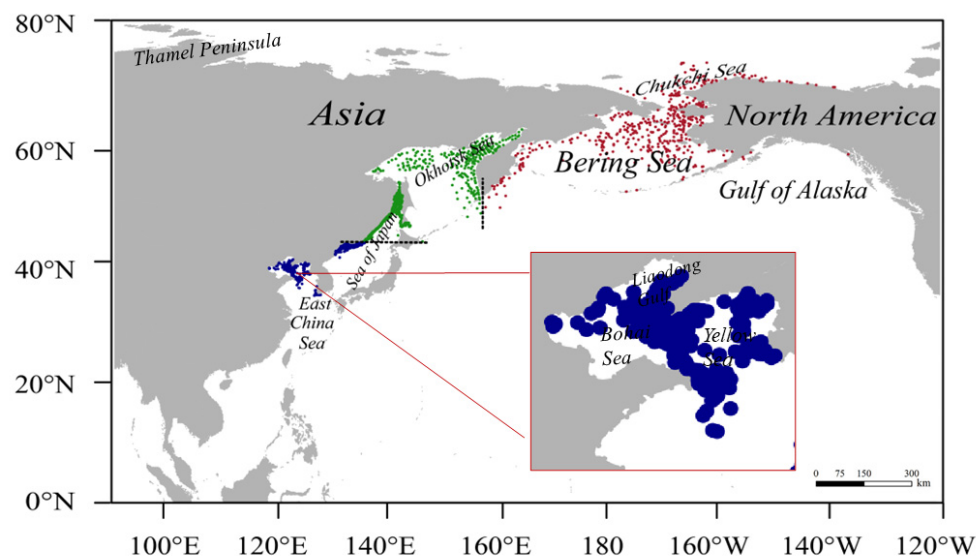 80°N
Thamel Peninsula
Chukchi Sea
Asia
North America
60°N
Okhotsk Sea
Bering Sea
Gulf of Alaska
Sea of Japan
40°N
Liaodong
Gulf
East
China
Sea
Bohai
Sea
Yellow
Sea
20°N
0 75 150 300
km
0°N
100°E 120°E 140°E 160°E 180 160°W 140°W 120°W